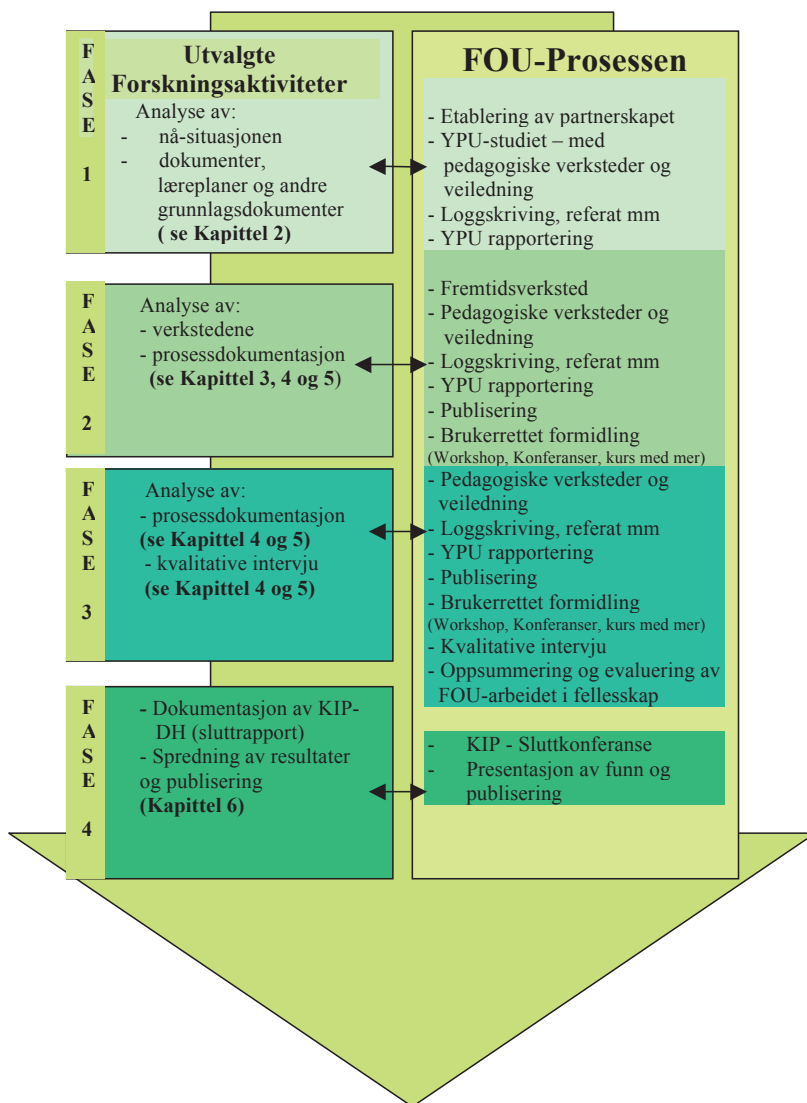 FASE 1
Utvalgte
Forskningsaktiviteter
Analyse av:
- nå-situasjonen
- dokumenter,
læreplaner og andre
grunnlagsdokumenter
( se Kapittel 2)
FOU-Prosessen
- Etablering av partnerskapet
- YPU-studiet – med
pedagogiske verksteder og
veiledning
- Loggskriving, referat mm
- YPU rapportering
FASE 2
Analyse av:
- verkstedene
- prosessdokumentasjon
(se Kapittel 3, 4 og 5)
- Fremtidsverksted
- Pedagogiske verksteder og
veiledning
- Loggskriving, referat mm
- YPU rapportering
- Publisering
- Brukerrettet formidling
(Workshop, Konferanser, kurs med mer)
FASE 3
Analyse av:
- prosessdokumentasjon
(se Kapittel 4 og 5)
- kvalitative intervju
(se Kapittel 4 og 5)
- Pedagogiske verksteder og
veiledning
- Loggskriving, referat mm
- YPU rapportering
- Publisering
- Brukerrettet formidling
(Workshop, Konferanser, kurs med mer)
- Kvalitative intervju
- Oppsummering og evaluering av
FOU-arbeidet i fellesskap
FASE 4
- Dokumentasjon av KIP-
DH (sluttrapport)
- Spredning av resultater
og publisering
(Kapittel 6)
- KIP - Sluttkonferanse
- Presentasjon av funn og
publisering